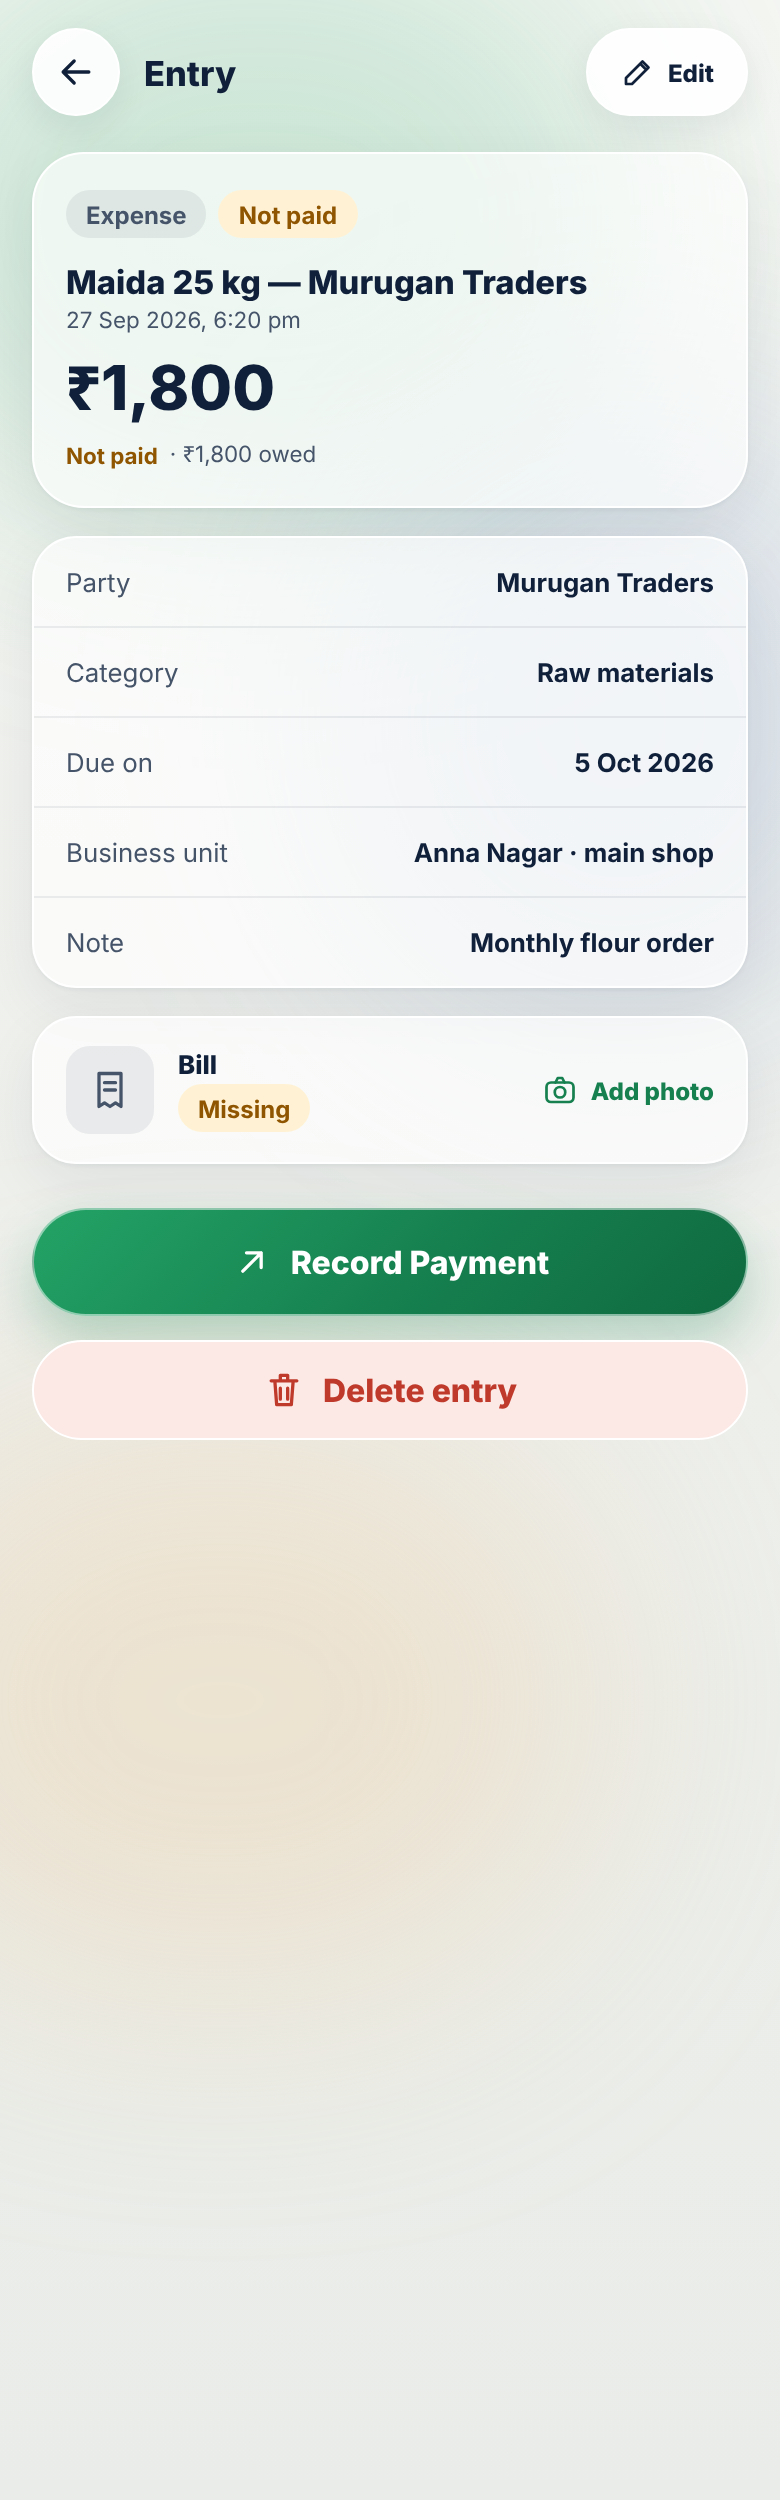 Entry
Edit
Expense
Not paid
Maida 25 kg — Murugan Traders
27 Sep 2026, 6:20 pm
₹1,800
Not paid · ₹1,800 owed
Party
Murugan Traders
Category
Raw materials
Due on
5 Oct 2026
Business unit
Anna Nagar · main shop
Note
Monthly flour order
Bill
Missing
Add photo
Record Payment
Delete entry